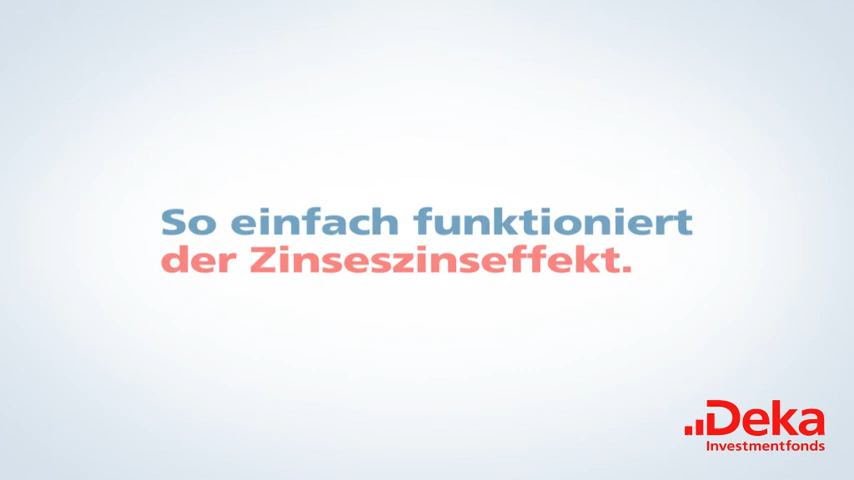 So einfach funktioniert
der Zinseszinseffekt.
Deka
Investmentfonds